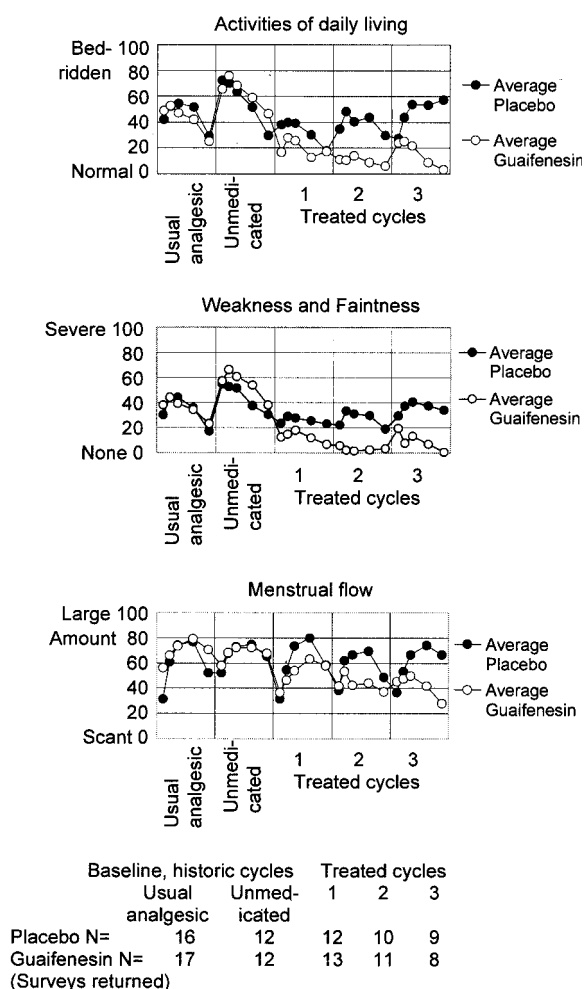 Activities of daily living
Bed- 100
ridden 80
60
40
20
Normal 0
Average
Placebo
Average
Guaifenesin
Usual
analgesic
Unmedi-
cated
1 2 3
Treated cycles
Weakness and Faintness
Severe 100
80
60
40
20
None 0
Average
Placebo
Average
Guaifenesin
Usual
analgesic
Unmedi-
cated
1 2 3
Treated cycles
Menstrual flow
Large 100
Amount 80
60
40
20
Scant 0
Average
Placebo
Average
Guaifenesin
Usual
analgesic
Unmedi-
cated
1 2 3
Treated cycles
Baseline, historic cycles Treated cycles
Usual Unmed- 1 2 3
analgesic icated
Placebo N= 16 12 12 10 9
Guaifenesin N= 17 12 13 11 8
(Surveys returned)